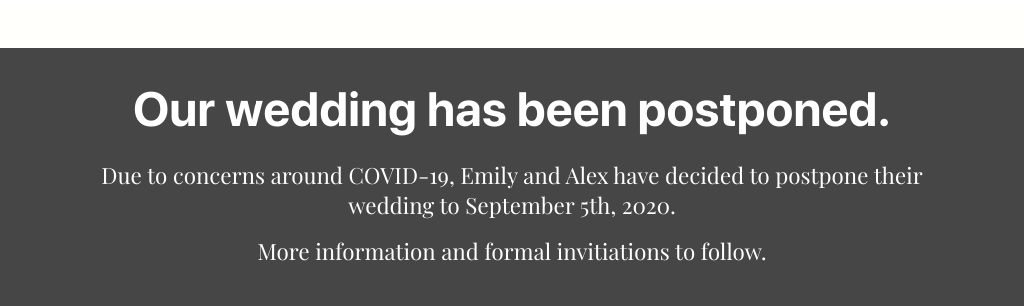 Our wedding has been postponed.
Due to concerns around COVID-19, Emily and Alex have decided to postpone their
wedding to September 5th, 2020.
More information and formal invitiations to follow.